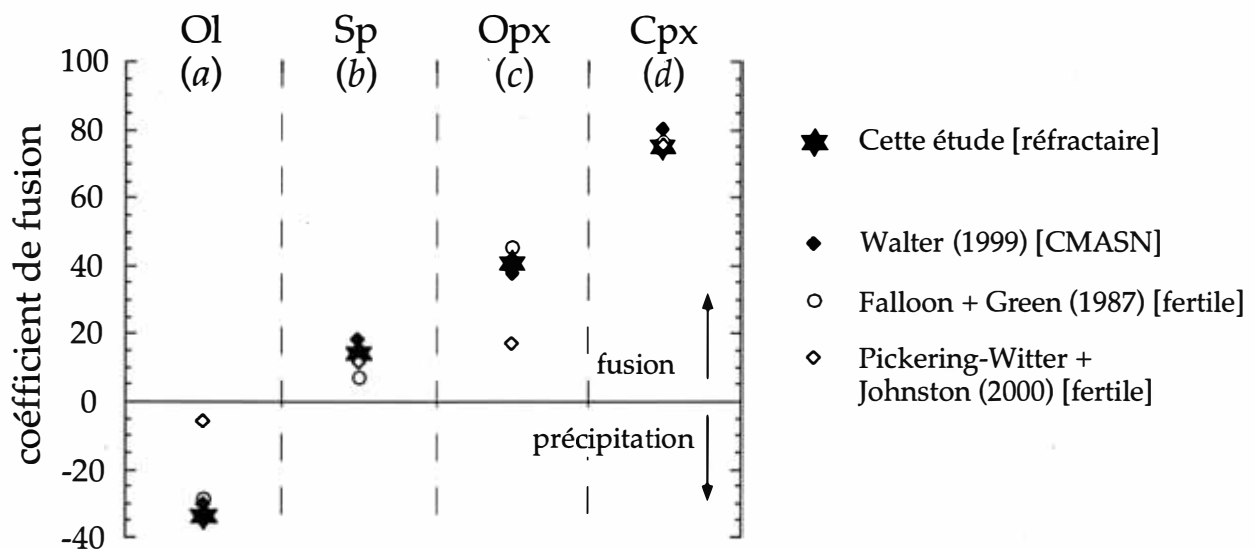 Ol Sp Opx Cpx
(a) (b) (c) (d)
100
80
60
40
20
0
-20
-40
coéfficient de fusion
fusion
précipitation
Cette étude [réfractaire]
Walter (1999) [CMASN]
Falloon + Green (1987) [fertile]
Pickering-Witter +
Johnston (2000) [fertile]